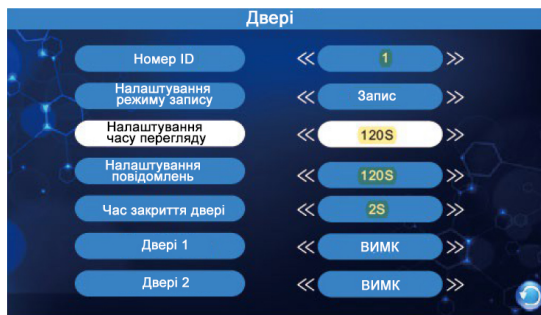 Двері
Номер ID
1
Налаштування
режиму запису
Запис
Налаштування
часу перегляду
120S
Налаштування
повідомлень
120S
Час закриття двері
2S
Двері 1
ВИМК
Двері 2
ВИМК